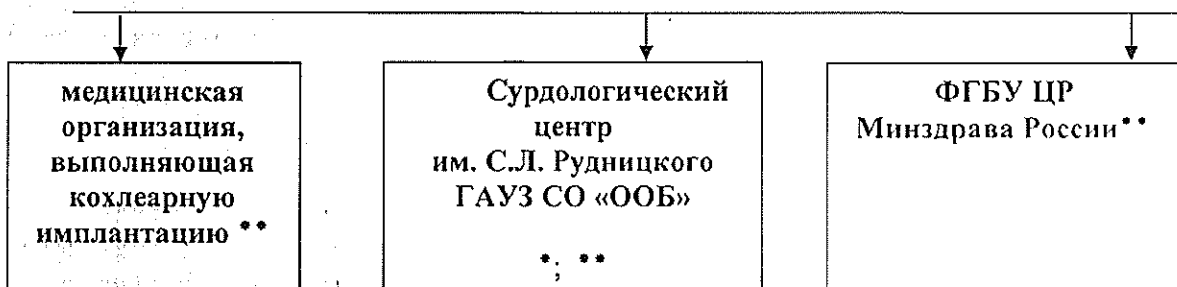 медицинская
организация,
выполняющая
кохлеарную
имплантацию **
Сурдологический
центр
им. С.Л. Рудницкого
ГАУЗ СО «ООБ»
*; **
ФГБУ ЦР
Минздрава России**